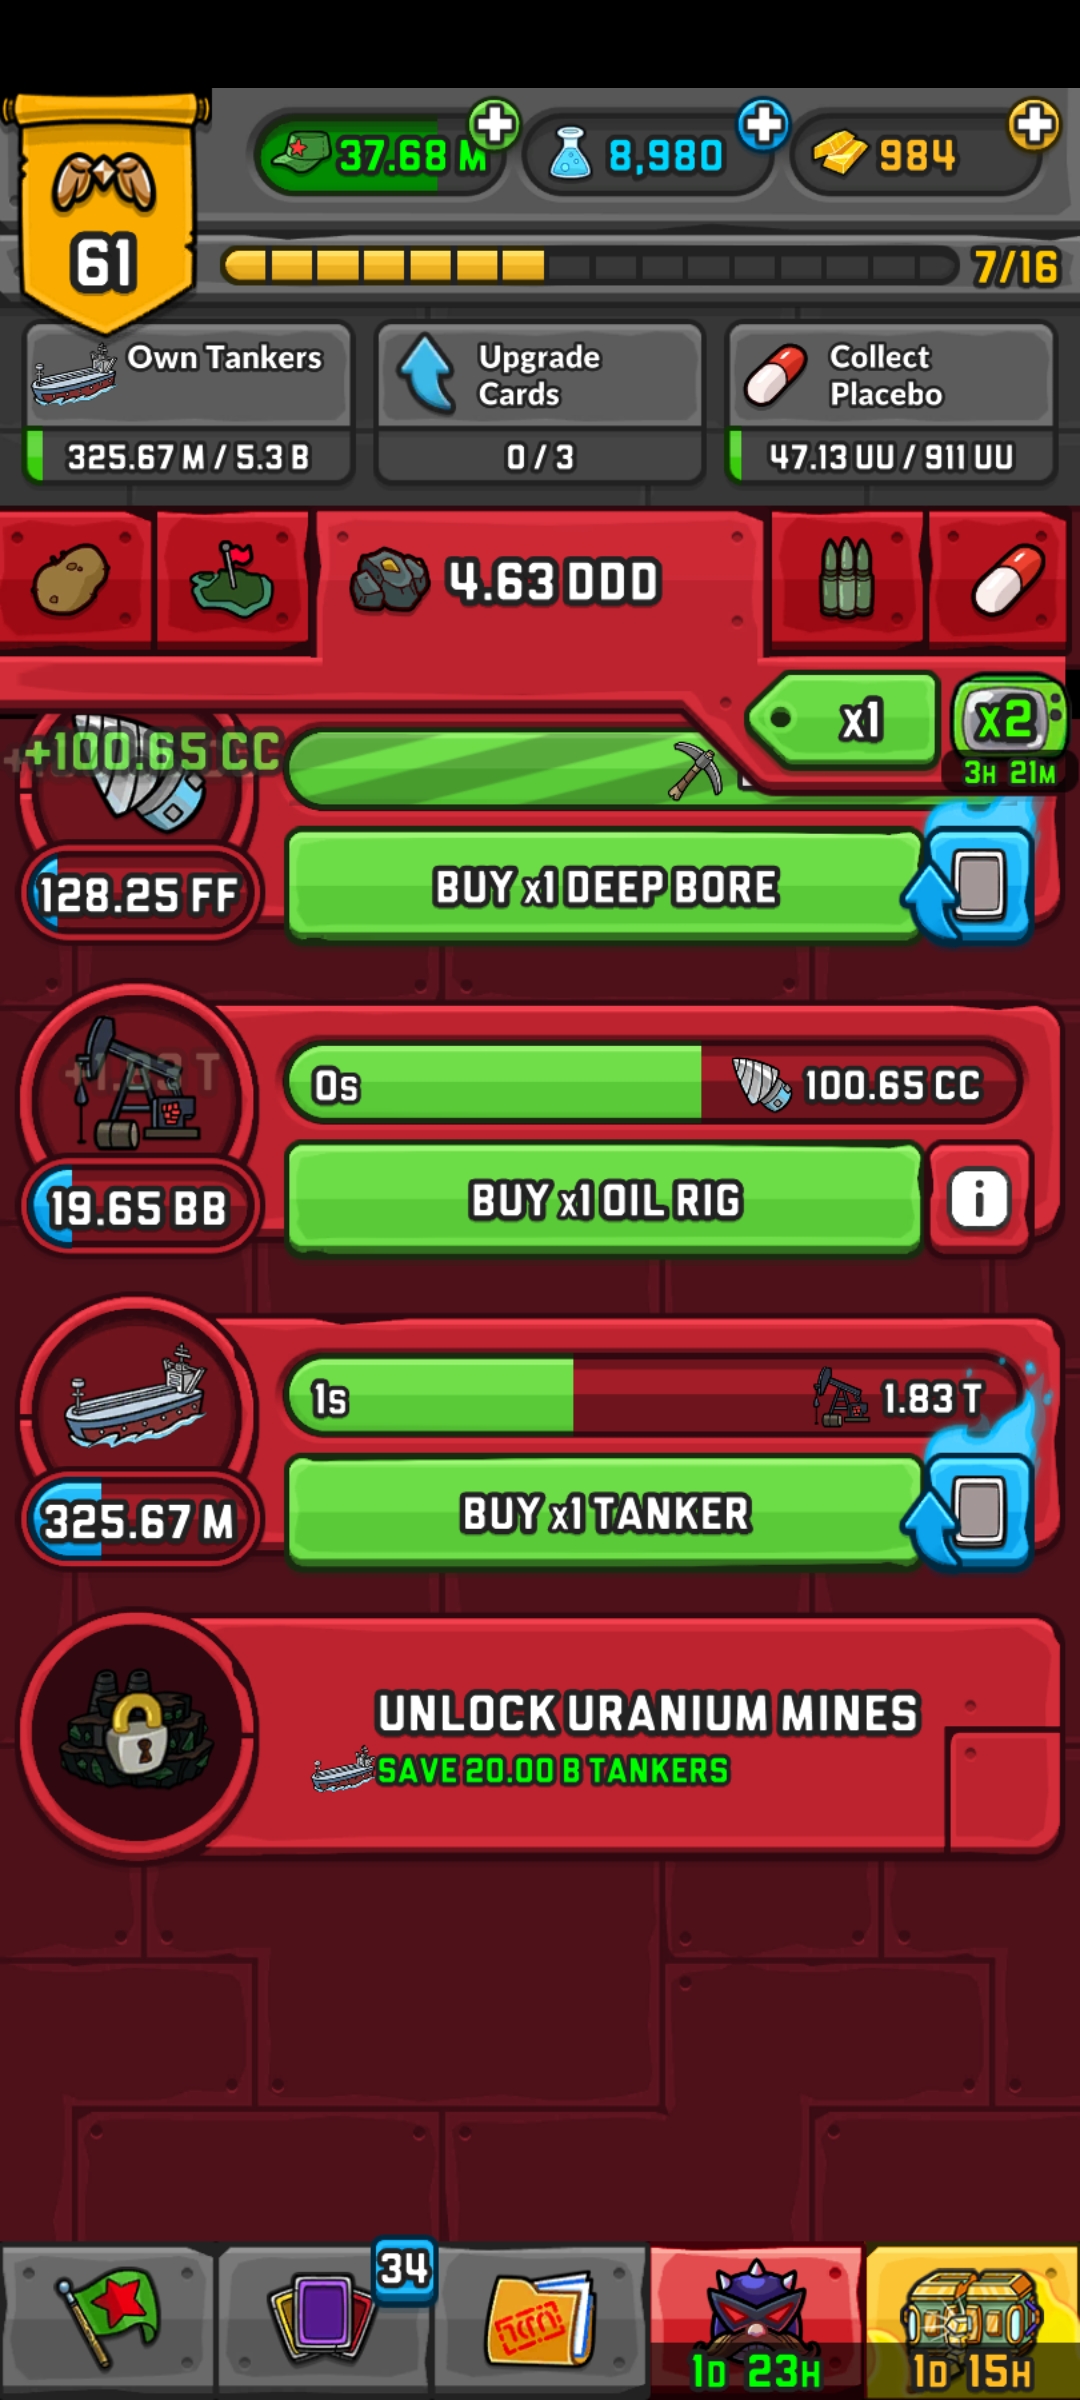 37.68 M
8,980
984
61
7/16
Own Tankers
Upgrade
Cards
Collect
Placebo
325.67 M / 5.3 B
0 / 3
47.13 UU / 911 UU
4.63 DDD
x1
x2
3H 21M
+100.65 CC
128.25 FF
BUY x1 DEEP BORE
+1.83 T
0s
100.65 CC
19.65 BB
BUY x1 OIL RIG
i
1s
1.83 T
325.67 M
BUY x1 TANKER
UNLOCK URANIUM MINES
SAVE 20.00 B TANKERS
34
1D 23H
1D 15H